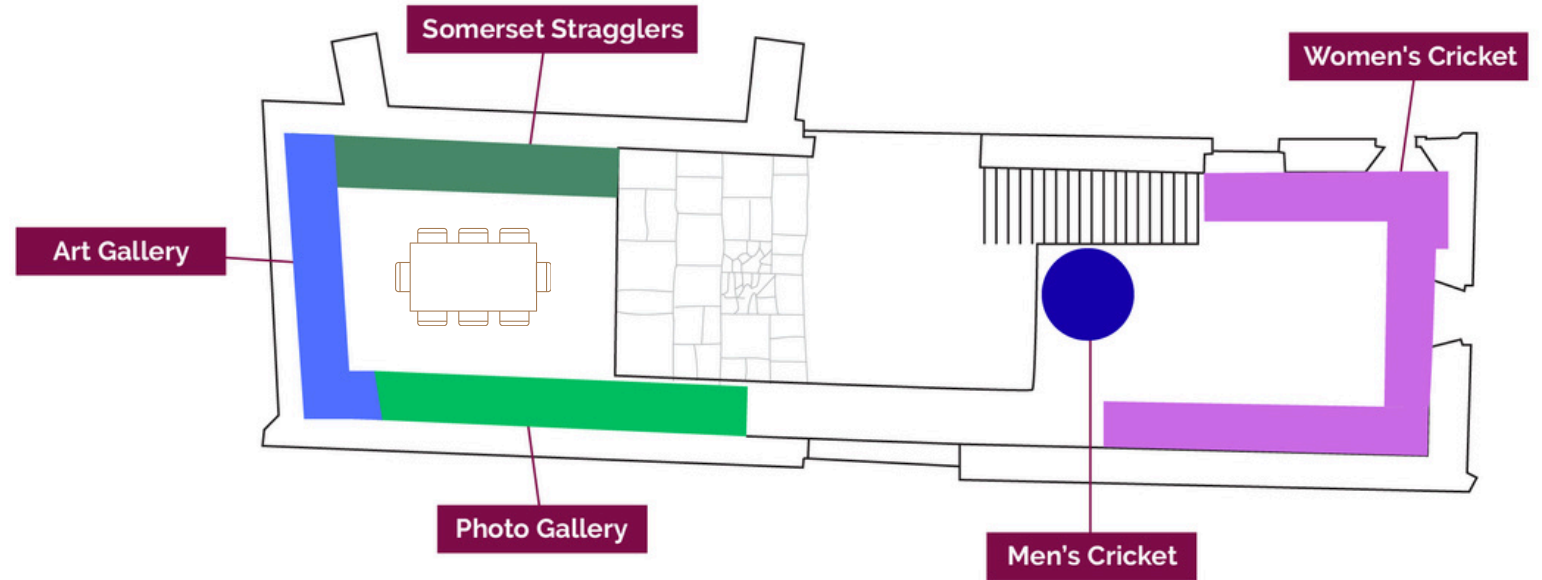 Somerset Stragglers
Women's Cricket
Art Gallery
Photo Gallery
Men’s Cricket